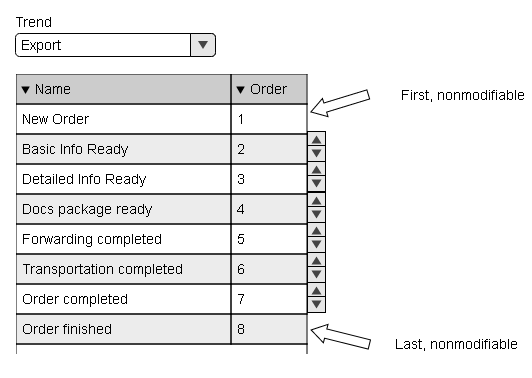 Trend
Export
Name Order
New Order 1 First, nonmodifiable
Basic Info Ready 2
Detailed Info Ready 3
Docs package ready 4
Forwarding completed 5
Transportation completed 6
Order completed 7
Order finished 8
Last, nonmodifiable